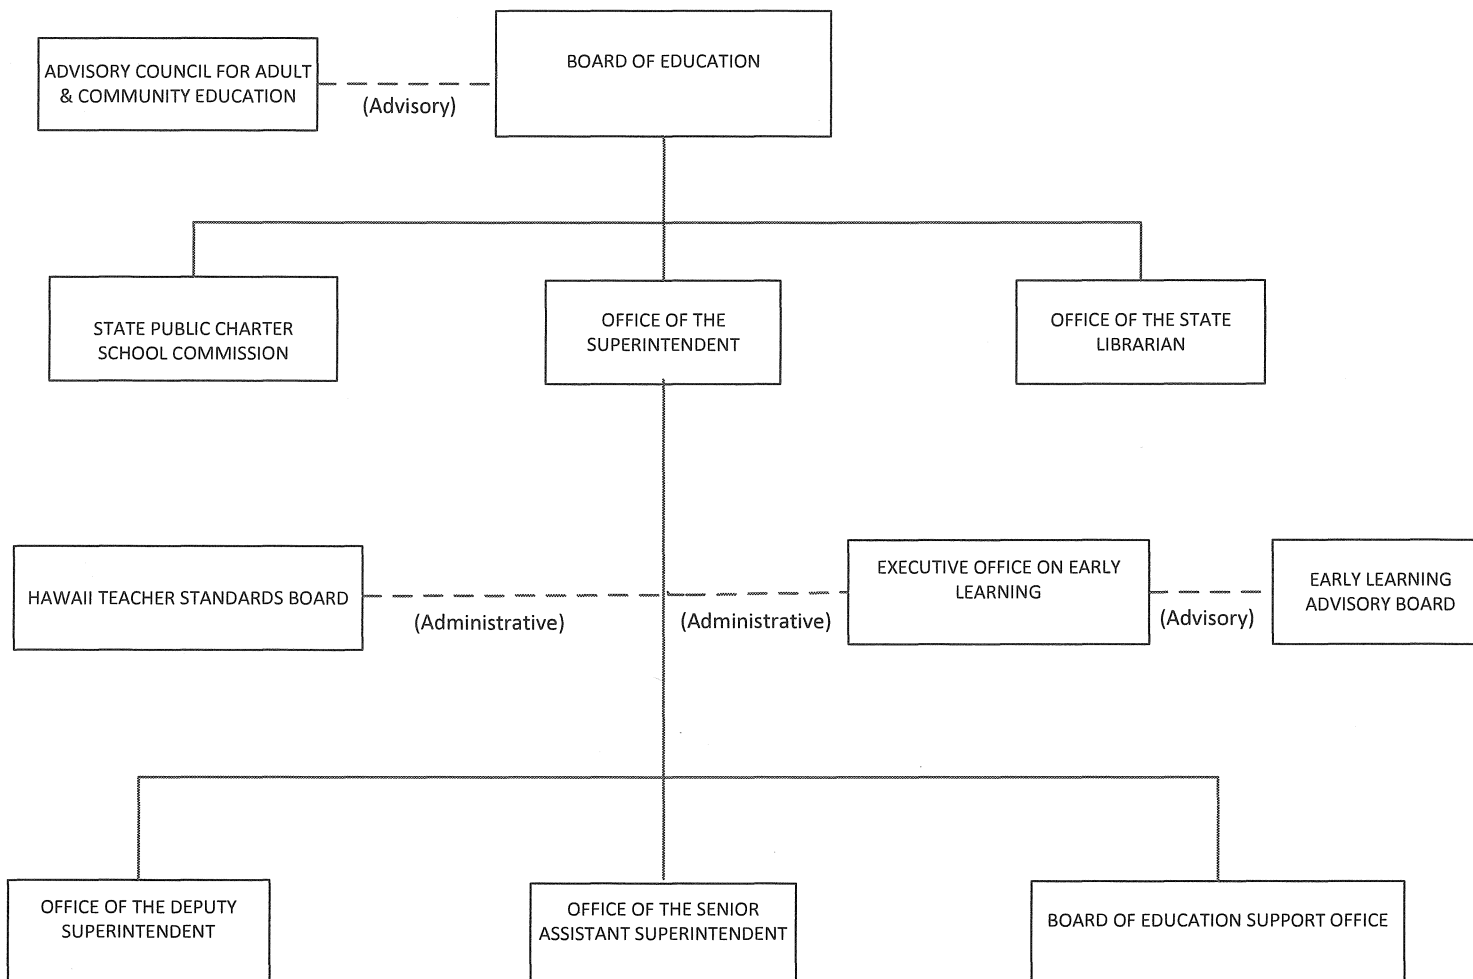 ADVISORY COUNCIL FOR ADULT
& COMMUNITY EDUCATION
(Advisory)
BOARD OF EDUCATION
STATE PUBLIC CHARTER
SCHOOL COMMISSION
OFFICE OF THE
SUPERINTENDENT
OFFICE OF THE STATE
LIBRARIAN
HAWAII TEACHER STANDARDS BOARD
(Administrative)
(Administrative)
EXECUTIVE OFFICE ON EARLY
LEARNING
(Advisory)
EARLY LEARNING
ADVISORY BOARD
OFFICE OF THE DEPUTY
SUPERINTENDENT
OFFICE OF THE SENIOR
ASSISTANT SUPERINTENDENT
BOARD OF EDUCATION SUPPORT OFFICE